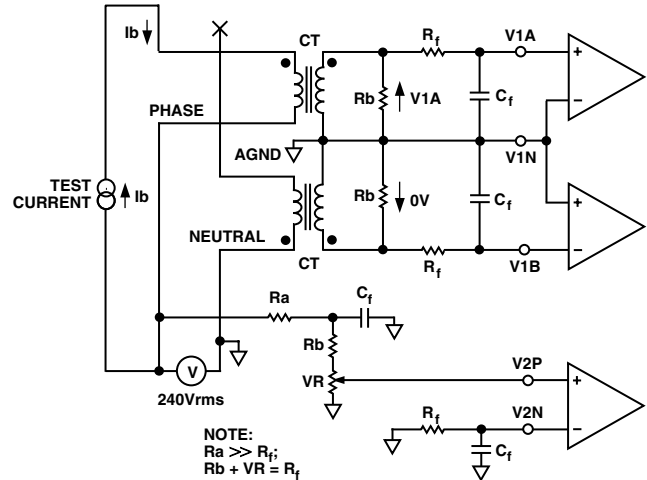 Ib
CT
Rf
V1A
+
−
PHASE
Rb
V1A
Cf
AGND
V1N
TEST
CURRENT
Ib
Rb
0V
Cf
+
−
NEUTRAL
CT
Rf
V1B
Ra
Cf
Rb
VR
V2P
+
−
V
240Vrms
Rf
V2N
Cf
NOTE:
Ra >> Rf;
Rb + VR = Rf